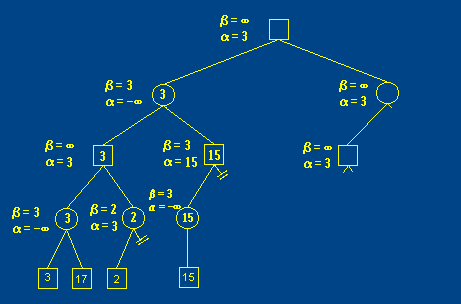 β = ∞
α = 3
β = 3
α = -∞
3
β = ∞
α = 3
β = ∞
α = 3
3
β = 3
α = 15
15
β = ∞
α = 3
β = 3
α = -∞
3
β = 2
α = 3
2
β = 3
α = -∞
15
3
17
2
15